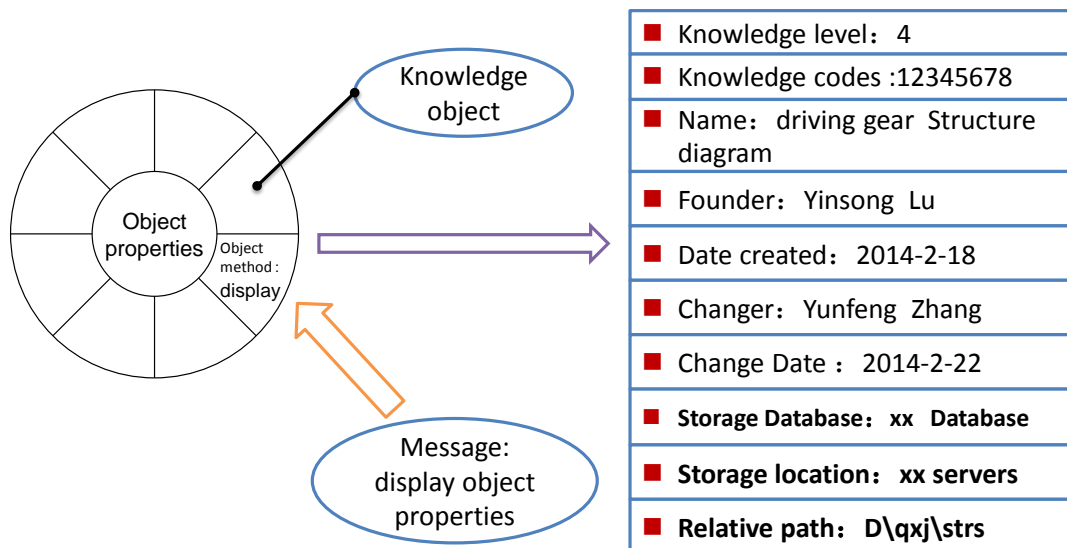 Knowledge
object
Object
properties
Object
method :
display
Message:
display object
properties
Knowledge level：4
Knowledge codes :12345678
Name： driving gear Structure
diagram
Founder：Yinsong Lu
Date created：2014-2-18
Changer：Yunfeng Zhang
Change Date ：2014-2-22
Storage Database：xx Database
Storage location：xx servers
Relative path：D\qxj\strs